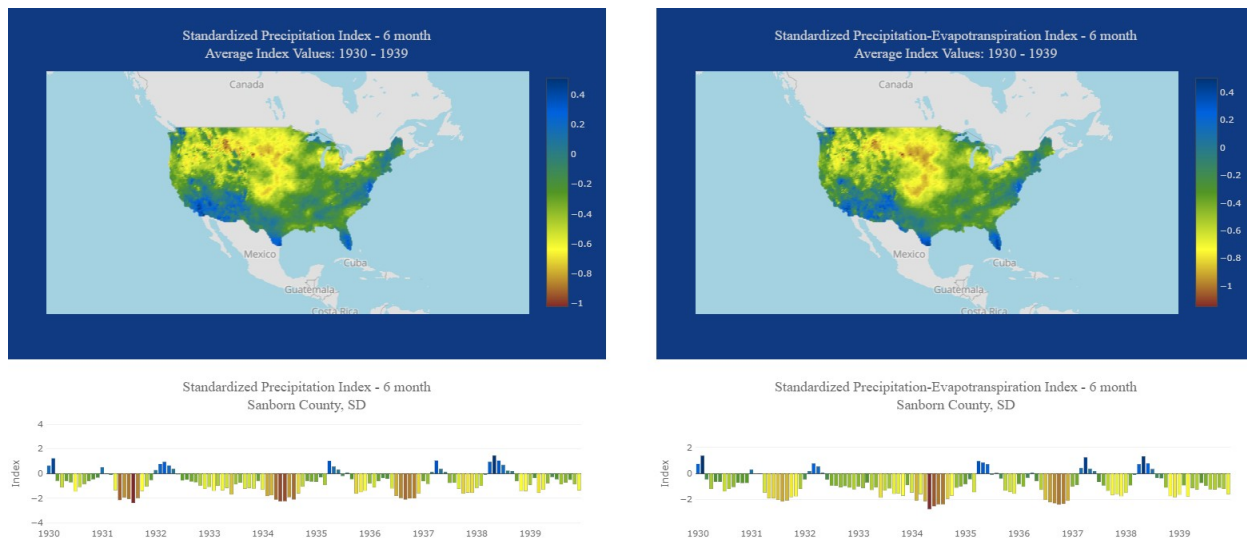 Standardized Precipitation Index - 6 month
Average Index Values: 1930 - 1939
Canada
Mexico
Cuba
Guatemala
Costa Rica
0.4
0.2
0
−0.2
−0.4
−0.6
−0.8
−1
Standardized Precipitation-Evapotranspiration Index - 6 month
Average Index Values: 1930 - 1939
Canada
Mexico
Cuba
Guatemala
Costa Rica
0.4
0.2
0
−0.2
−0.4
−0.6
−0.8
−1
Standardized Precipitation Index - 6 month
Sanborn County, SD
Index
4
2
0
−2
−4
1930 1931 1932 1933 1934 1935 1936 1937 1938 1939
Standardized Precipitation-Evapotranspiration Index - 6 month
Sanborn County, SD
Index
2
0
−2
1930 1931 1932 1933 1934 1935 1936 1937 1938 1939